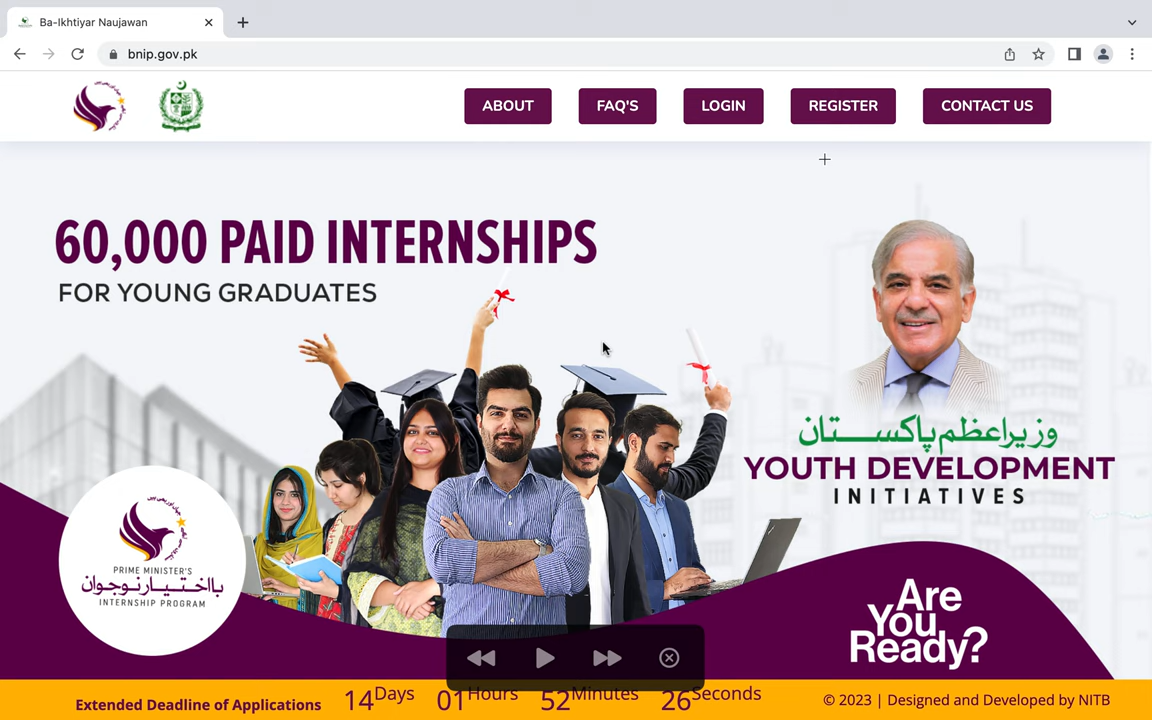 Ba-Ikhtiyar Naujawan
bnip.gov.pk
ABOUT
FAQ'S
LOGIN
REGISTER
CONTACT US
60,000 PAID INTERNSHIPS
FOR YOUNG GRADUATES
وزیراعظم پاکستان
YOUTH DEVELOPMENT
INITIATIVES
PRIME MINISTER'S
بااختیار نوجوان
INTERNSHIP PROGRAM
Are
You
Ready?
Extended Deadline of Applications
14 Days 01 Hours 52 Minutes 26 Seconds
© 2023 | Designed and Developed by NITB